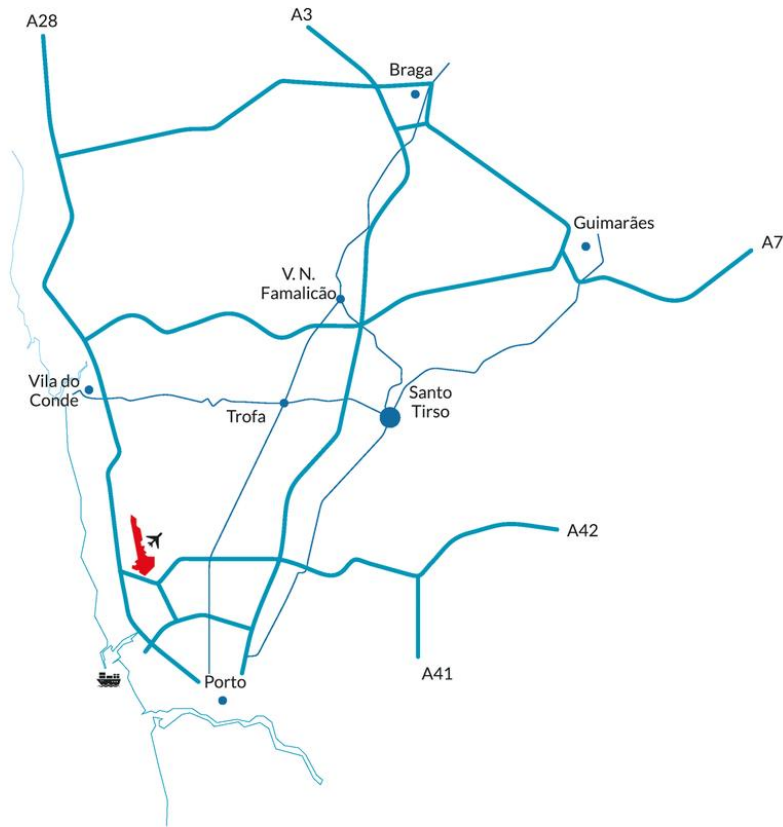 A28
A3
Braga
Guimarães
A7
V. N.
Famalicão
Vila do
Conde
Trofa
Santo
Tirso
A42
A41
Porto